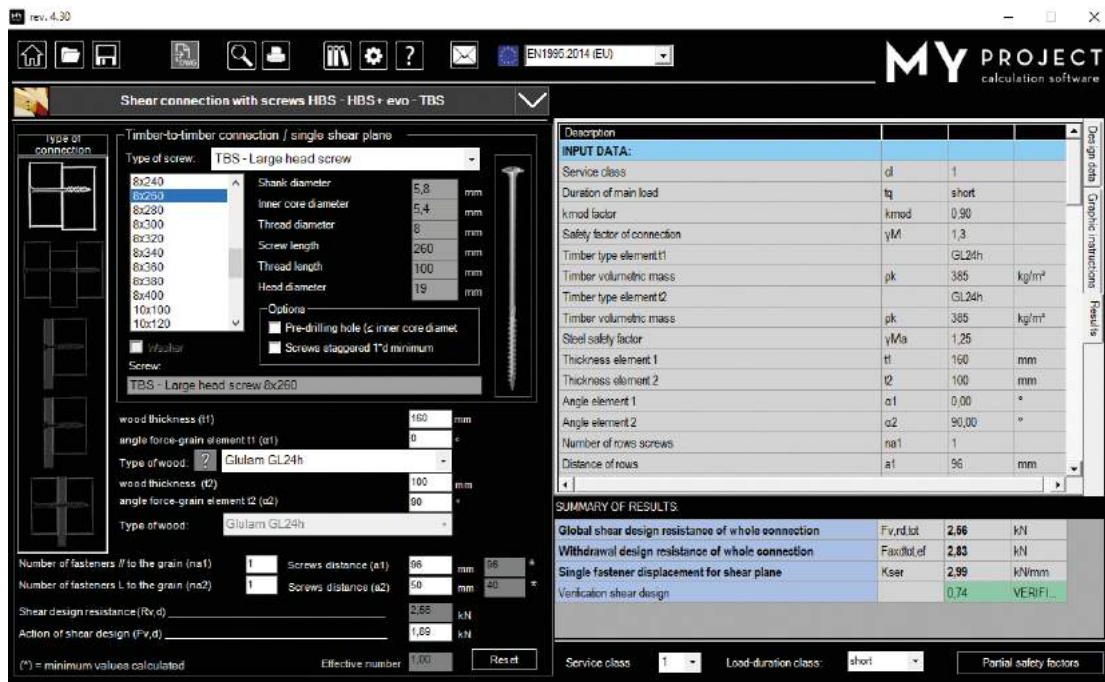 rev. 4.30
EN1995:2014 (EU)
MY PROJECT
calculation software
Shear connection with screws HBS - HBS+ evo - TBS
Type of connection
Timber-to-timber connection / single shear plane
Type of screw: TBS - Large head screw
8x240
8x260
8x280
8x300
8x320
8x340
8x360
8x380
8x400
10x100
10x120
Shank diameter 5,8 mm
Inner core diameter 5,4 mm
Thread diameter 8 mm
Screw length 260 mm
Thread length 100 mm
Head diameter 19 mm
Options
Pre-drilling hole (≤ inner core diamet
Screws staggered 1*d minimum
Washer
Screw:
TBS - Large head screw 8x260
wood thickness (t1) 160 mm
angle force-grain element t1 (α1) 0 °
Type of wood: ? Glulam GL24h
wood thickness (t2) 100 mm
angle force-grain element t2 (α2) 90 °
Type of wood: Glulam GL24h
Number of fasteners // to the grain (na1) 1 Screws distance (a1) 96 mm 96 *
Number of fasteners L to the grain (na2) 1 Screws distance (a2) 50 mm 40 *
Shear design resistance (Rv,d) 2,56 kN
Action of shear design (Fv,d) 1,89 kN
(*) = minimum values calculated Effective number 1,00 Reset
Description
INPUT DATA:
Service class cl 1
Duration of main load tq short
kmod factor kmod 0,90
Safety factor of connection γM 1,3
Timber type element t1 GL24h
Timber volumetric mass ρk 385 kg/m³
Timber type element t2 GL24h
Timber volumetric mass ρk 385 kg/m³
Steel safety factor γMa 1,25
Thickness element 1 t1 160 mm
Thickness element 2 t2 100 mm
Angle element 1 α1 0,00 °
Angle element 2 α2 90,00 °
Number of rows screws na1 1
Distance of rows a1 96 mm
Design data
Graphic instructions
Results
SUMMARY OF RESULTS:
Global shear design resistance of whole connection Fv,rd,tot 2,56 kN
Withdrawal design resistance of whole connection Faxdtot,ef 2,83 kN
Single fastener displacement for shear plane Kser 2,99 kN/mm
Verification shear design 0,74 VERIFI...
Service class 1 Load-duration class: short Partial safety factors